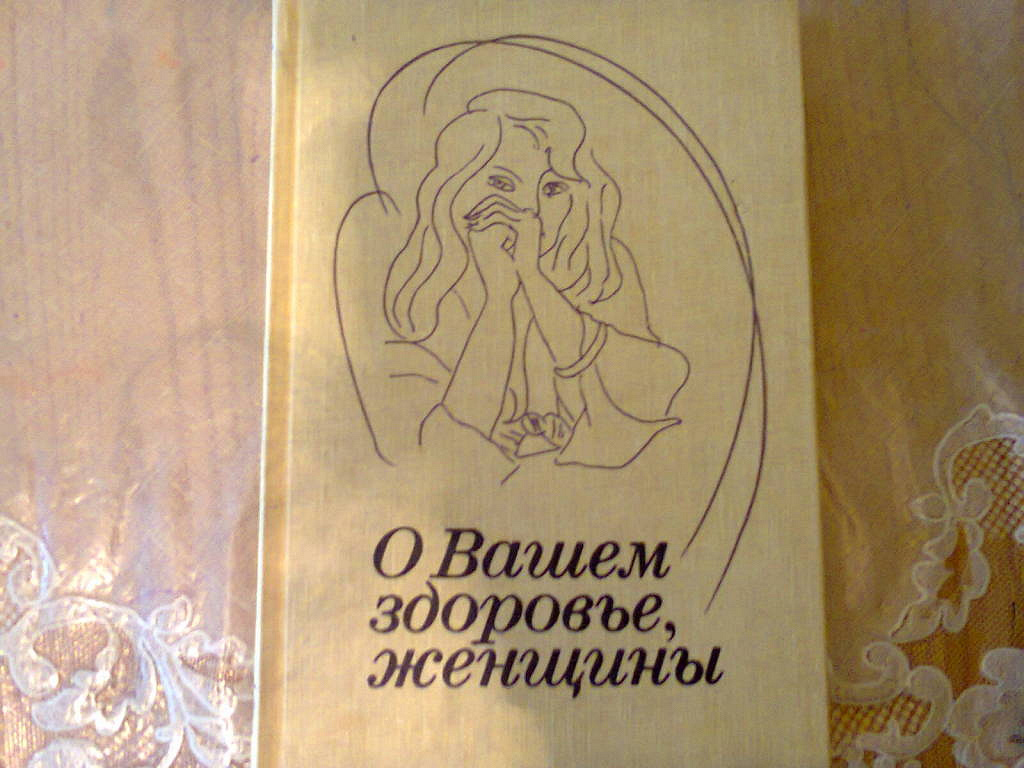 О Вашем
здоровье,
женщины